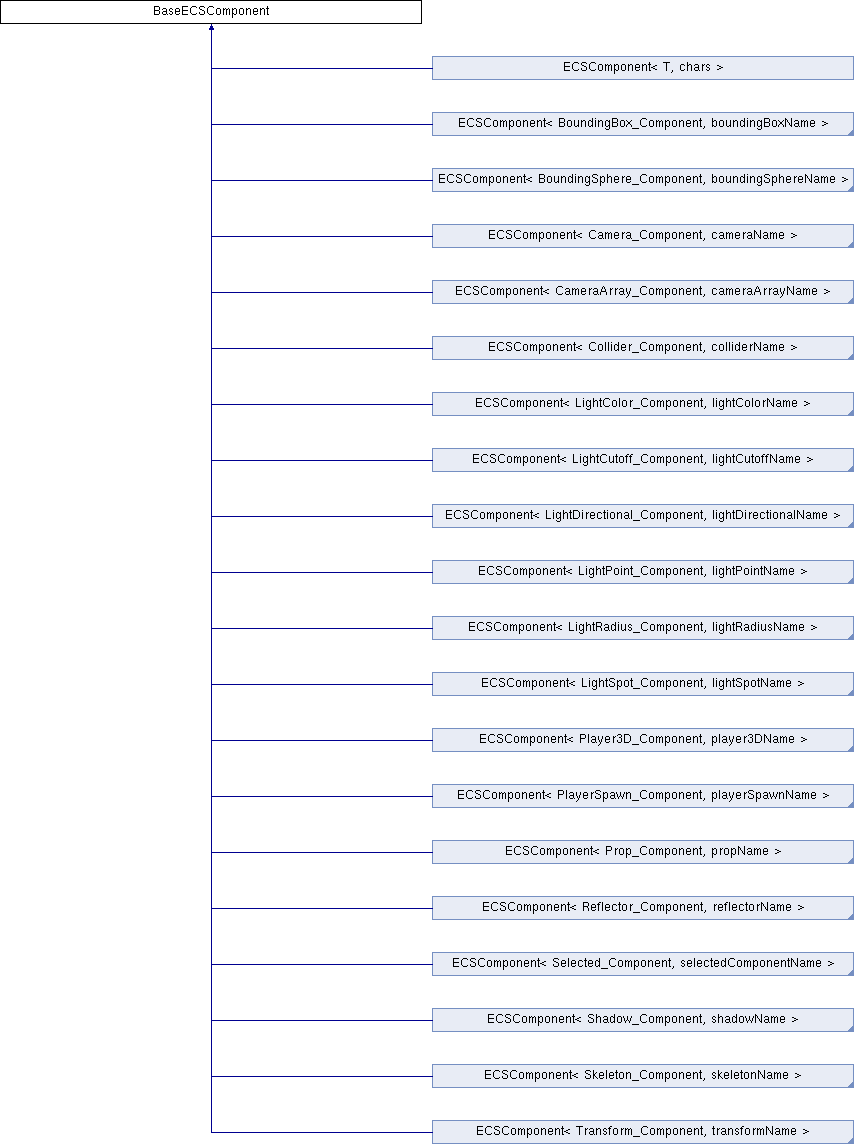 BaseECSComponent
ECSComponent< T, chars >
ECSComponent< BoundingBox_Component, boundingBoxName >
ECSComponent< BoundingSphere_Component, boundingSphereName >
ECSComponent< Camera_Component, cameraName >
ECSComponent< CameraArray_Component, cameraArrayName >
ECSComponent< Collider_Component, colliderName >
ECSComponent< LightColor_Component, lightColorName >
ECSComponent< LightCutoff_Component, lightCutoffName >
ECSComponent< LightDirectional_Component, lightDirectionalName >
ECSComponent< LightPoint_Component, lightPointName >
ECSComponent< LightRadius_Component, lightRadiusName >
ECSComponent< LightSpot_Component, lightSpotName >
ECSComponent< Player3D_Component, player3DName >
ECSComponent< PlayerSpawn_Component, playerSpawnName >
ECSComponent< Prop_Component, propName >
ECSComponent< Reflector_Component, reflectorName >
ECSComponent< Selected_Component, selectedComponentName >
ECSComponent< Shadow_Component, shadowName >
ECSComponent< Skeleton_Component, skeletonName >
ECSComponent< Transform_Component, transformName >